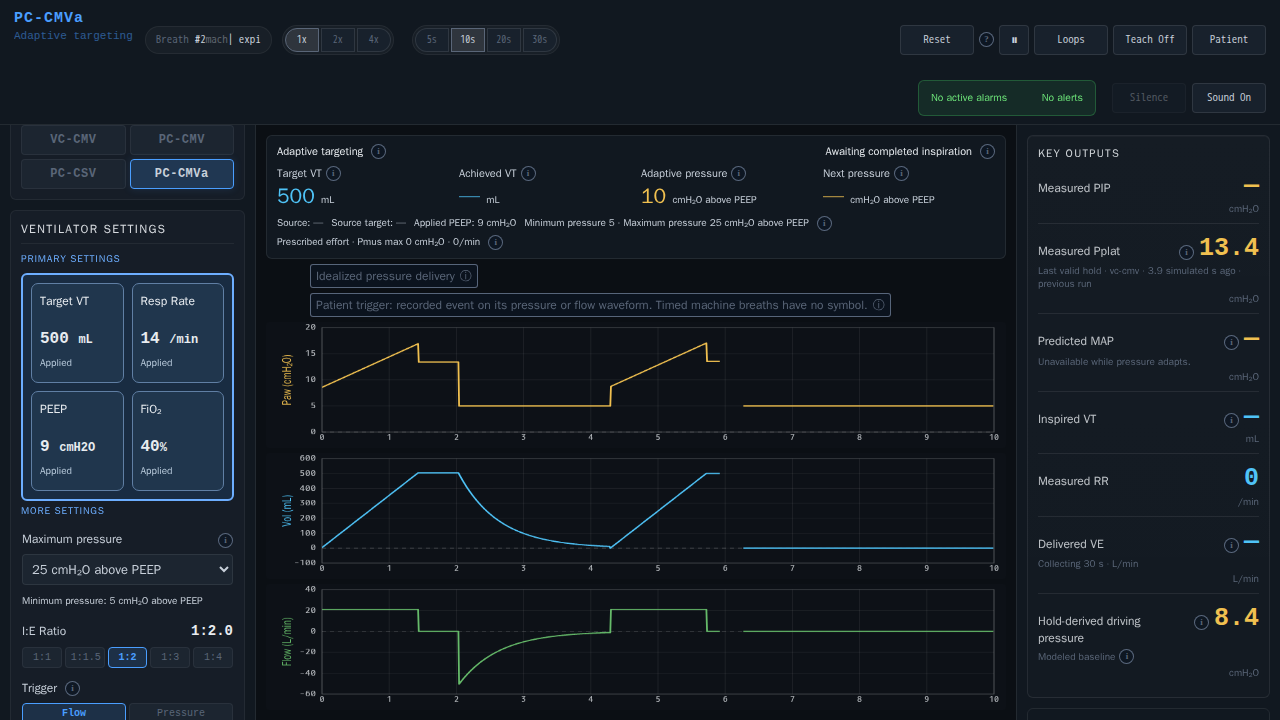 PC-CMVa
Adaptive targeting
Breath #2 mach expi
1x 2x 4x
5s 10s 20s 30s
Reset ? Loops Teach Off Patient
No active alarms No alerts
Silence Sound On
VC-CMV PC-CMV
PC-CSV PC-CMVa
VENTILATOR SETTINGS
PRIMARY SETTINGS
Target VT
500 mL
Applied
Resp Rate
14 /min
Applied
PEEP
9 cmH2O
Applied
FiO₂
40%
Applied
MORE SETTINGS
Maximum pressure
25 cmH₂O above PEEP
Minimum pressure: 5 cmH₂O above PEEP
I:E Ratio 1:2.0
1:1 1:1.5 1:2 1:3 1:4
Trigger
Flow Pressure
Adaptive targeting
Awaiting completed inspiration
Target VT
500 mL
Achieved VT
— mL
Adaptive pressure
10 cmH₂O above PEEP
Next pressure
— cmH₂O above PEEP
Source: — Source target: — Applied PEEP: 9 cmH₂O Minimum pressure 5 · Maximum pressure 25 cmH₂O above PEEP
Prescribed effort · Pmus max 0 cmH₂O · 0/min
Idealized pressure delivery ⓘ
Patient trigger: recorded event on its pressure or flow waveform. Timed machine breaths have no symbol. ⓘ
Paw (cmH₂O)
20
15
10
5
0
0 1 2 3 4 5 6 7 8 9 10
Vol (mL)
600
500
400
300
200
100
0
-100
0 1 2 3 4 5 6 7 8 9 10
Flow (L/min)
40
20
0
-20
-40
-60
0 1 2 3 4 5 6 7 8 9 10
KEY OUTPUTS
Measured PIP —
cmH₂O
Measured Pplat 13.4
Last valid hold · vc-cmv · 3.9 simulated s ago ·
previous run
cmH₂O
Predicted MAP —
Unavailable while pressure adapts.
cmH₂O
Inspired VT —
mL
Measured RR 0
/min
Delivered VE —
Collecting 30 s · L/min
L/min
Hold-derived driving
pressure
8.4
Modeled baseline
cmH₂O